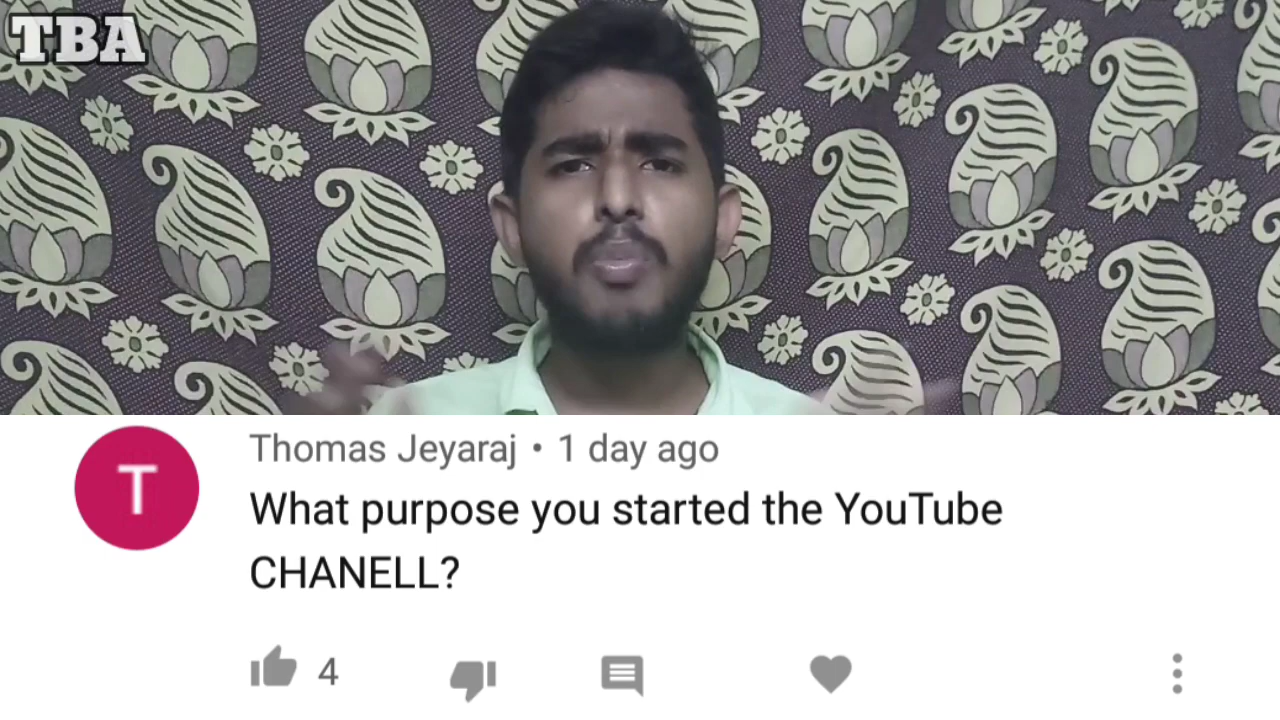 TBA
T
Thomas Jeyaraj • 1 day ago
What purpose you started the YouTube
CHANELL?
4